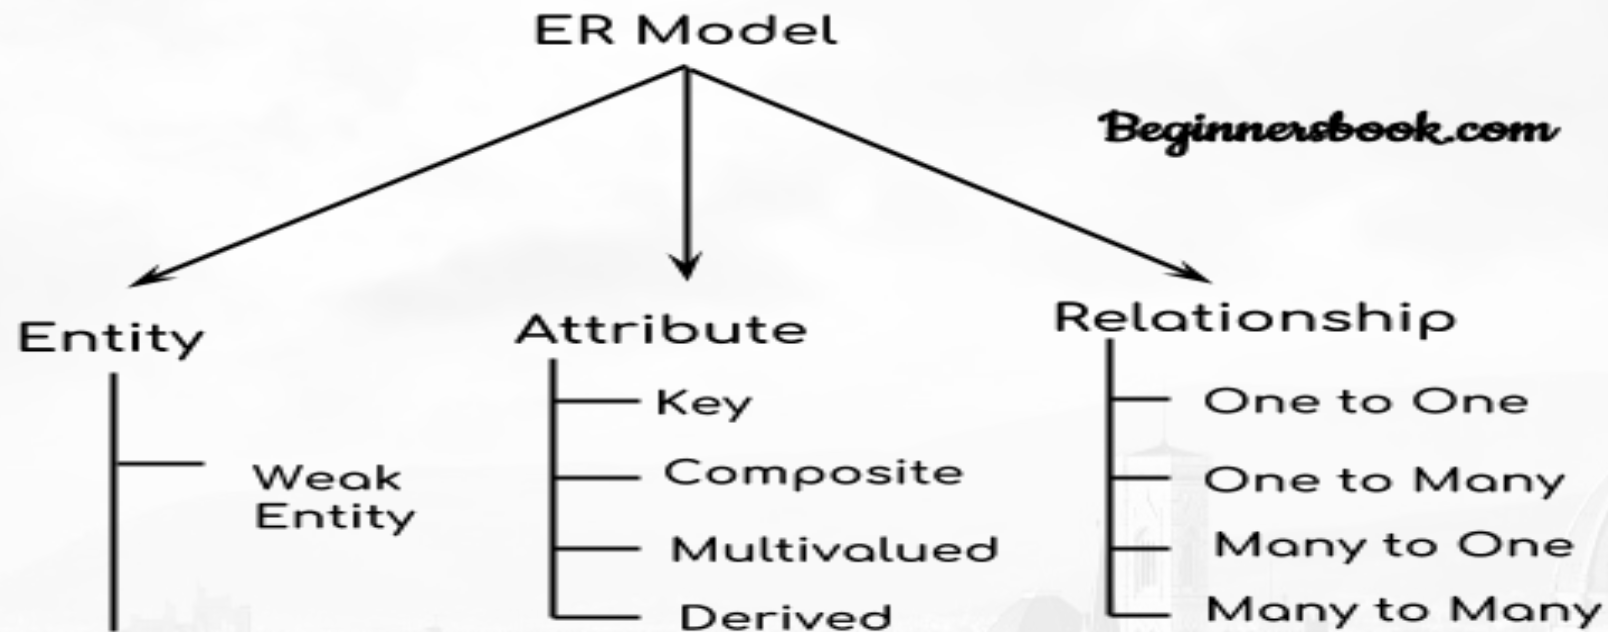 ER Model
Beginnersbook.com
Entity
Weak
Entity
Attribute
Key
Composite
Multivalued
Derived
Relationship
One to One
One to Many
Many to One
Many to Many